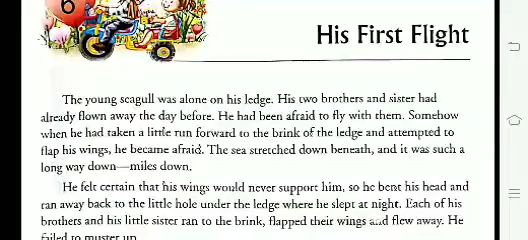 6
His First Flight
The young seagull was alone on his ledge. His two brothers and sister had
already flown away the day before. He had been afraid to fly with them. Somehow
when he had taken a little run forward to the brink of the ledge and attempted to
flap his wings, he became afraid. The sea stretched down beneath, and it was such a
long way down—miles down.
He felt certain that his wings would never support him, so he bent his head and
ran away back to the little hole under the ledge where he slept at night. Each of his
brothers and his little sister ran to the brink, flapped their wings and flew away. He
failed to muster up